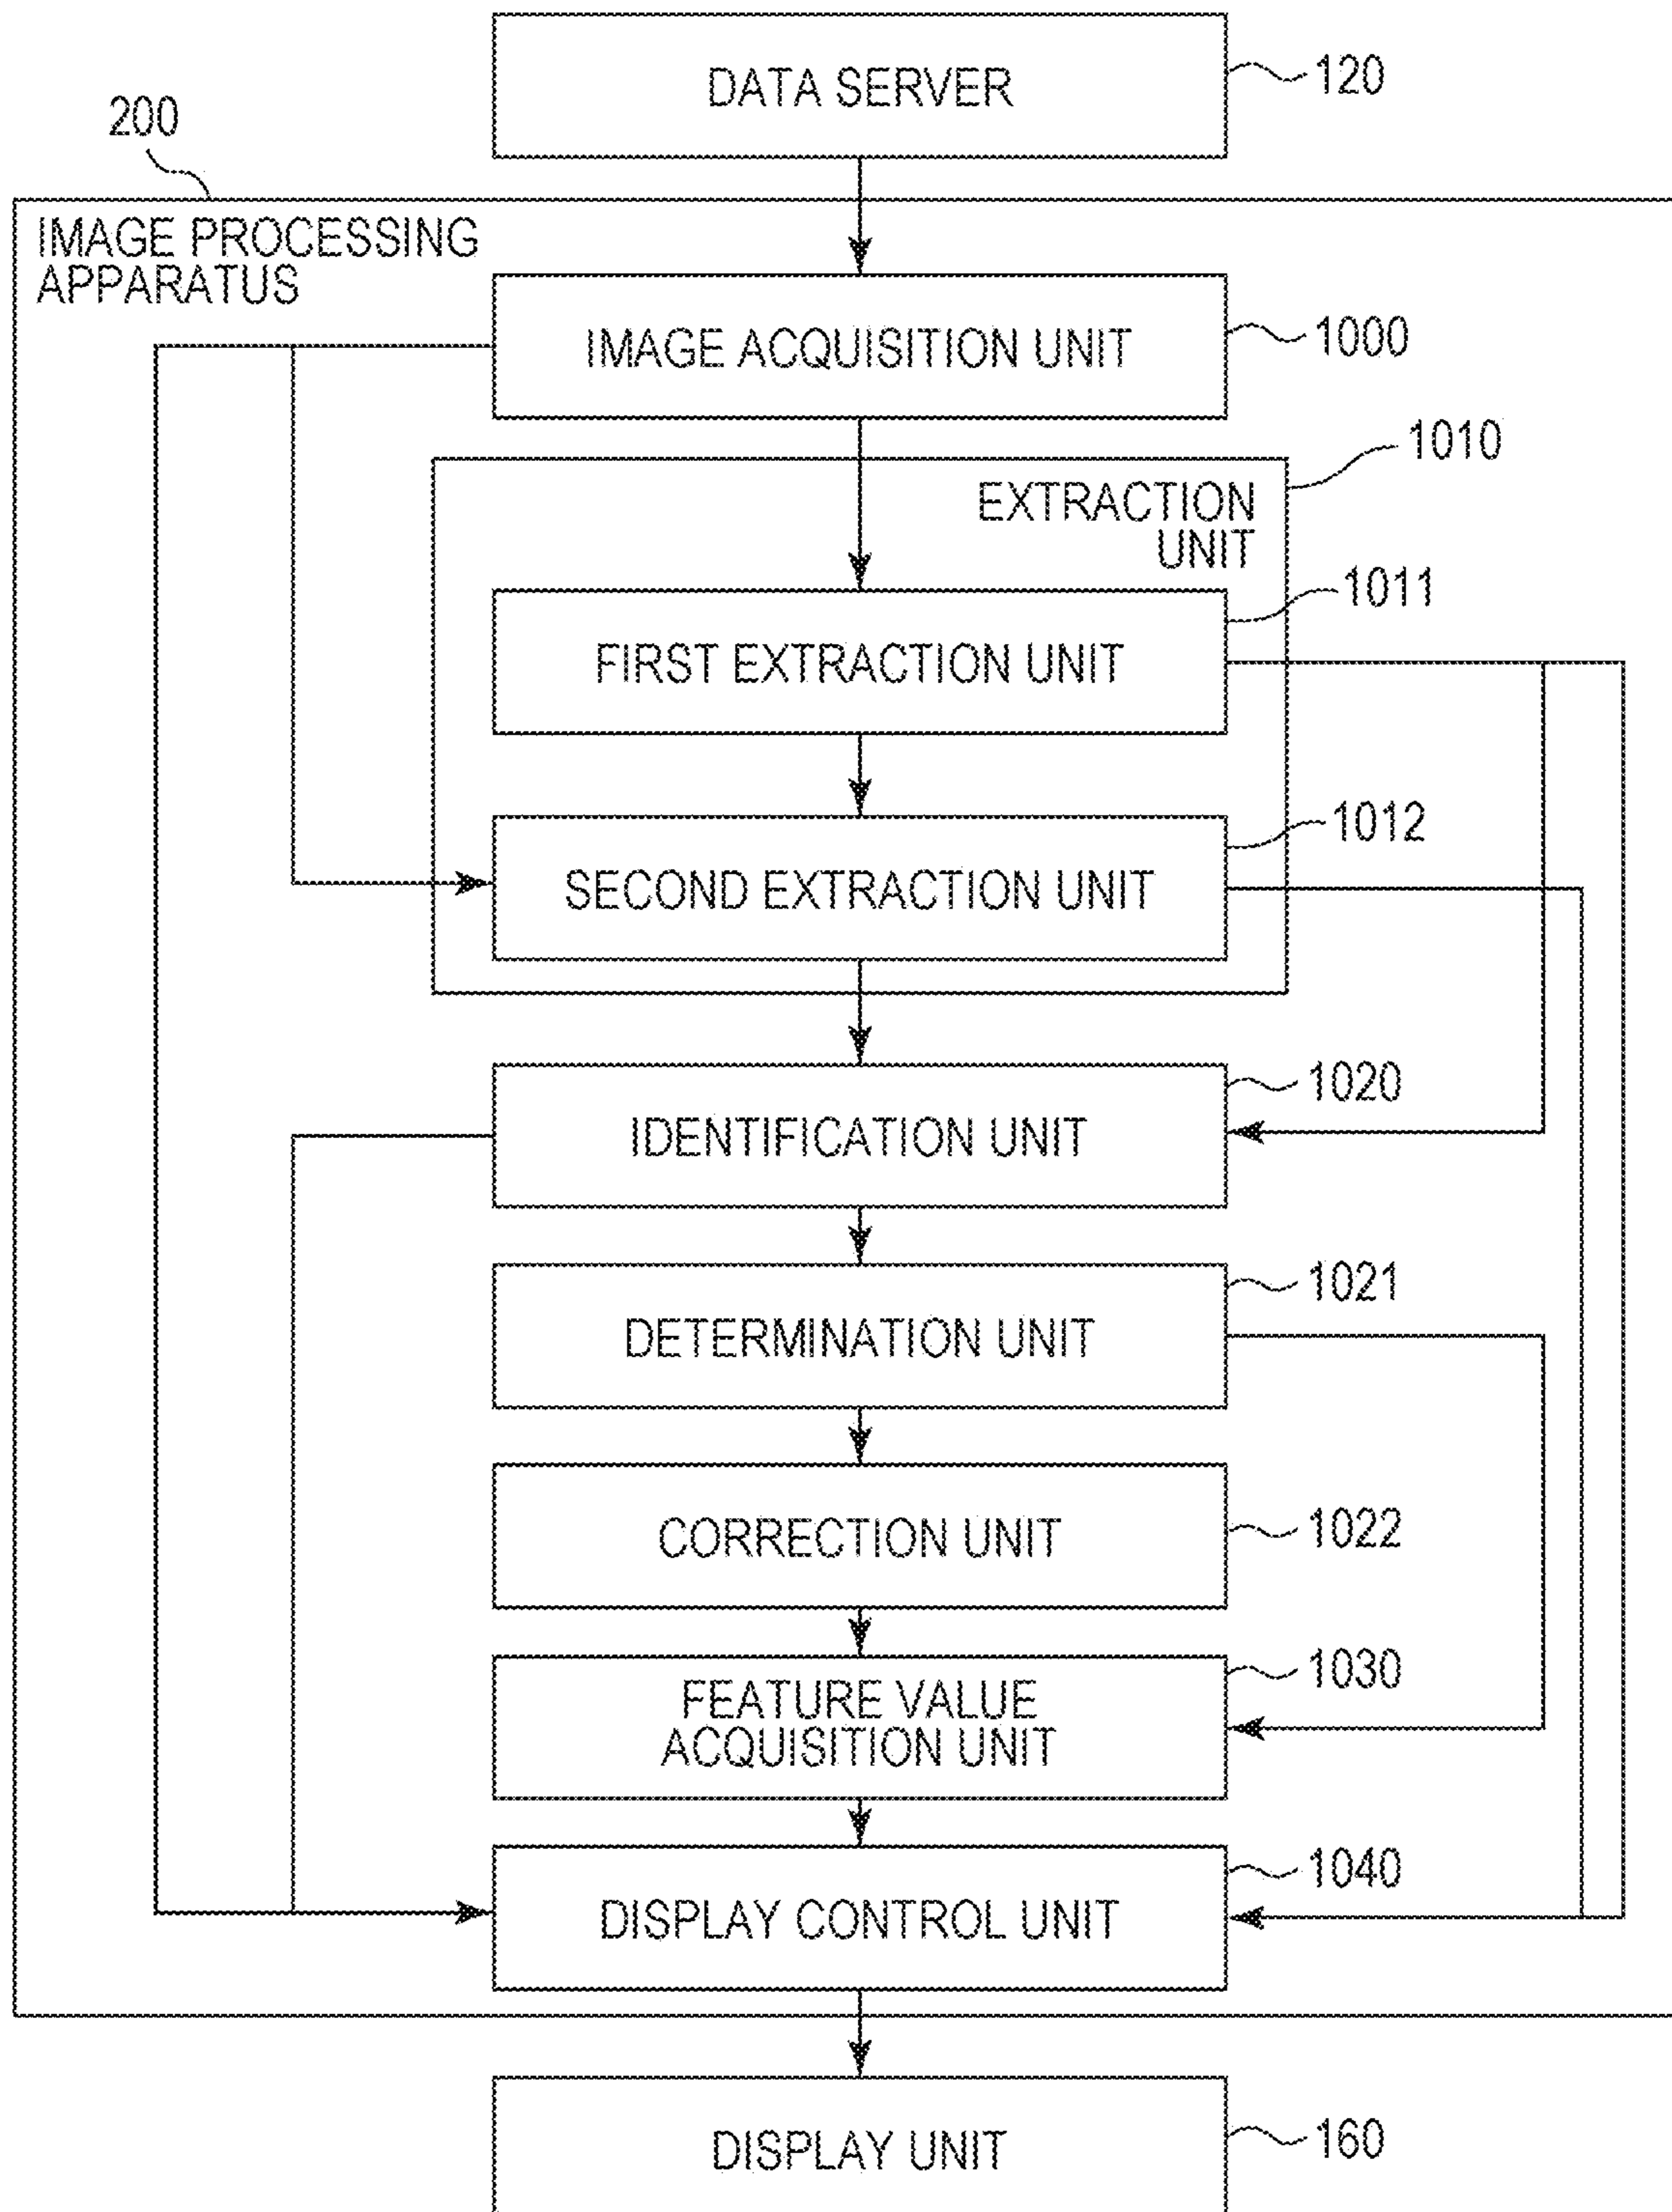 DATA SERVER
120
200
IMAGE PROCESSING
APPARATUS
IMAGE ACQUISITION UNIT
1000
1010
EXTRACTION
UNIT
1011
FIRST EXTRACTION UNIT
1012
SECOND EXTRACTION UNIT
1020
IDENTIFICATION UNIT
1021
DETERMINATION UNIT
1022
CORRECTION UNIT
1030
FEATURE VALUE
ACQUISITION UNIT
1040
DISPLAY CONTROL UNIT
DISPLAY UNIT
160